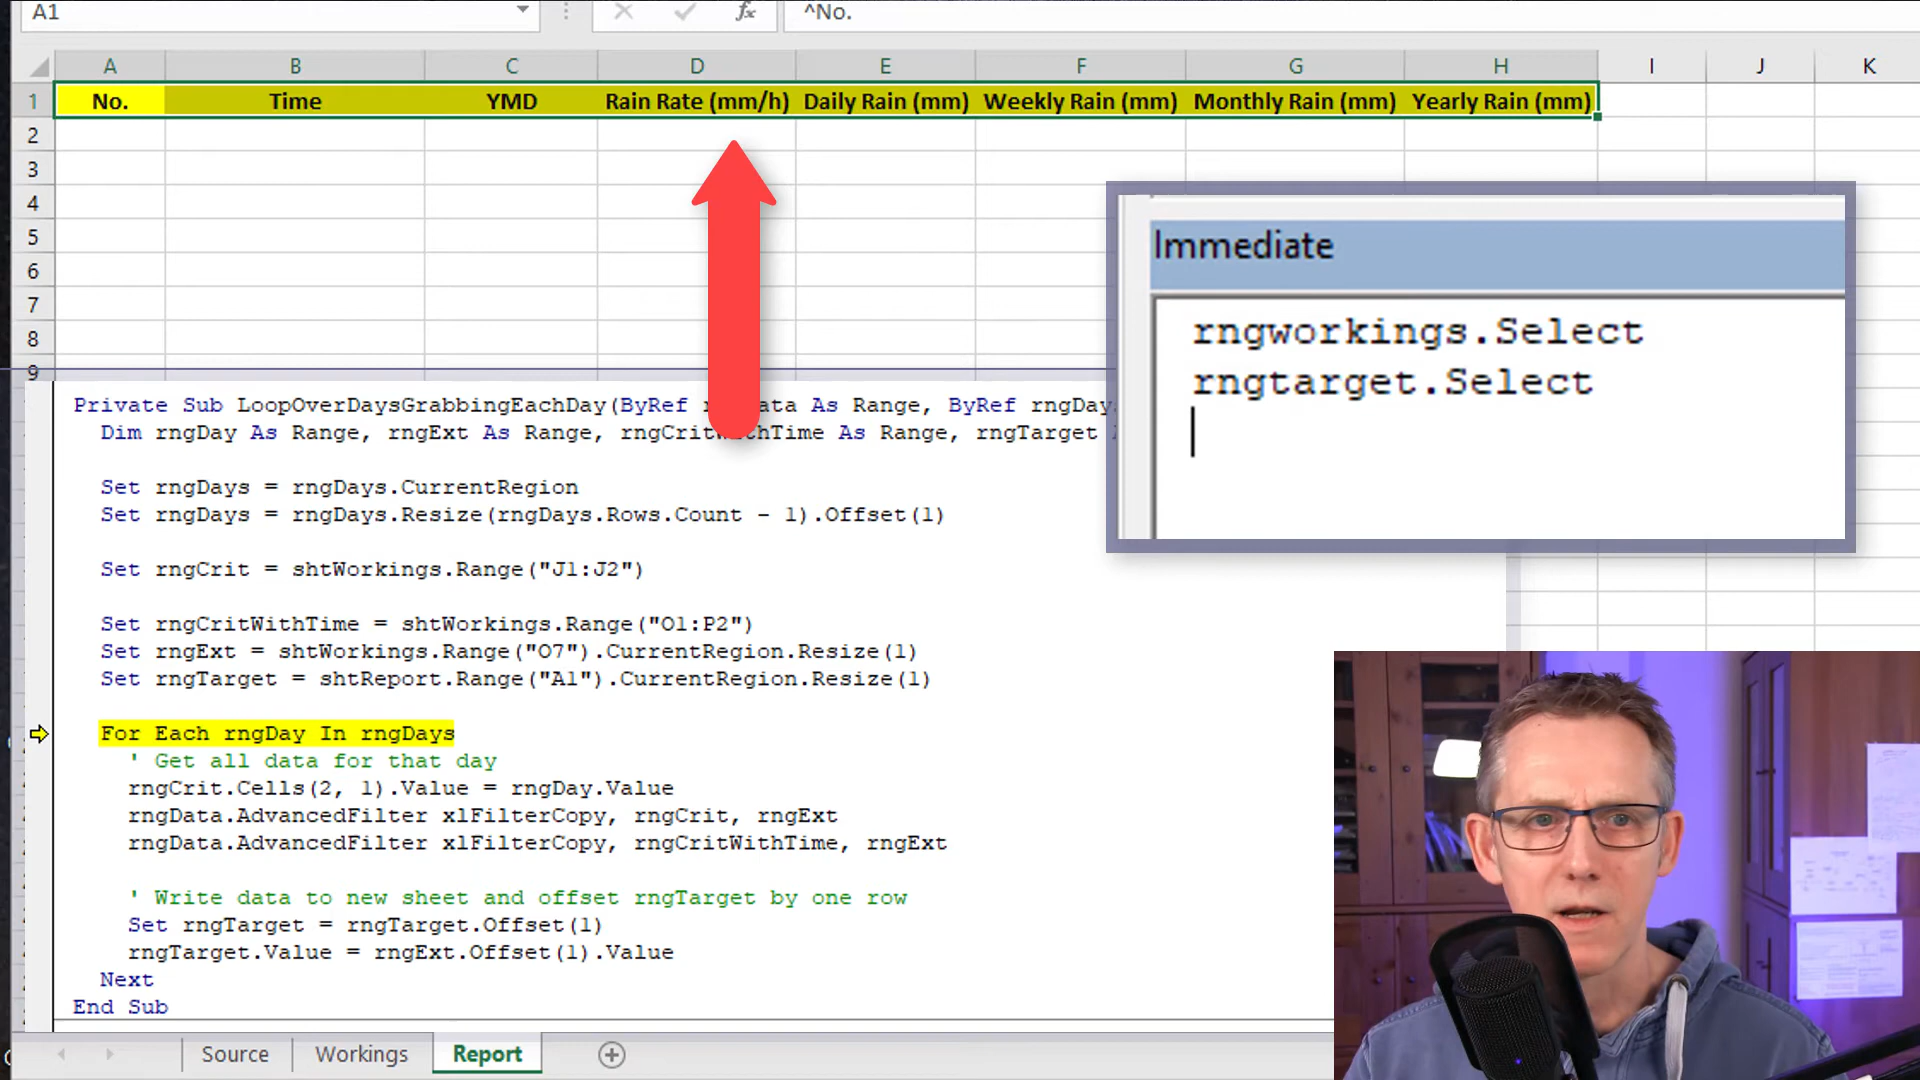 A1
fx
^No.
A B C D E F G H I J K
1 No. Time YMD Rain Rate (mm/h) Daily Rain (mm) Weekly Rain (mm) Monthly Rain (mm) Yearly Rain (mm)
2
3
4
5
6
7
8
9
Immediate
rngworkings.Select
rngtarget.Select
Private Sub LoopOverDaysGrabbingEachDay(ByRef As Range, ByRef rngDay
Dim rngDay As Range, rngExt As Range, rngCritWithTime As Range, rngTarget
Set rngDays = rngDays.CurrentRegion
Set rngDays = rngDays.Resize(rngDays.Rows.Count - 1).Offset(1)
Set rngCrit = shtWorkings.Range("J1:J2")
Set rngCritWithTime = shtWorkings.Range("O1:P2")
Set rngExt = shtWorkings.Range("O7").CurrentRegion.Resize(1)
Set rngTarget = shtReport.Range("A1").CurrentRegion.Resize(1)
For Each rngDay In rngDays
' Get all data for that day
rngCrit.Cells(2, 1).Value = rngDay.Value
rngData.AdvancedFilter xlFilterCopy, rngCrit, rngExt
rngData.AdvancedFilter xlFilterCopy, rngCritWithTime, rngExt
' Write data to new sheet and offset rngTarget by one row
Set rngTarget = rngTarget.Offset(1)
rngTarget.Value = rngExt.Offset(1).Value
Next
End Sub
Source Workings Report